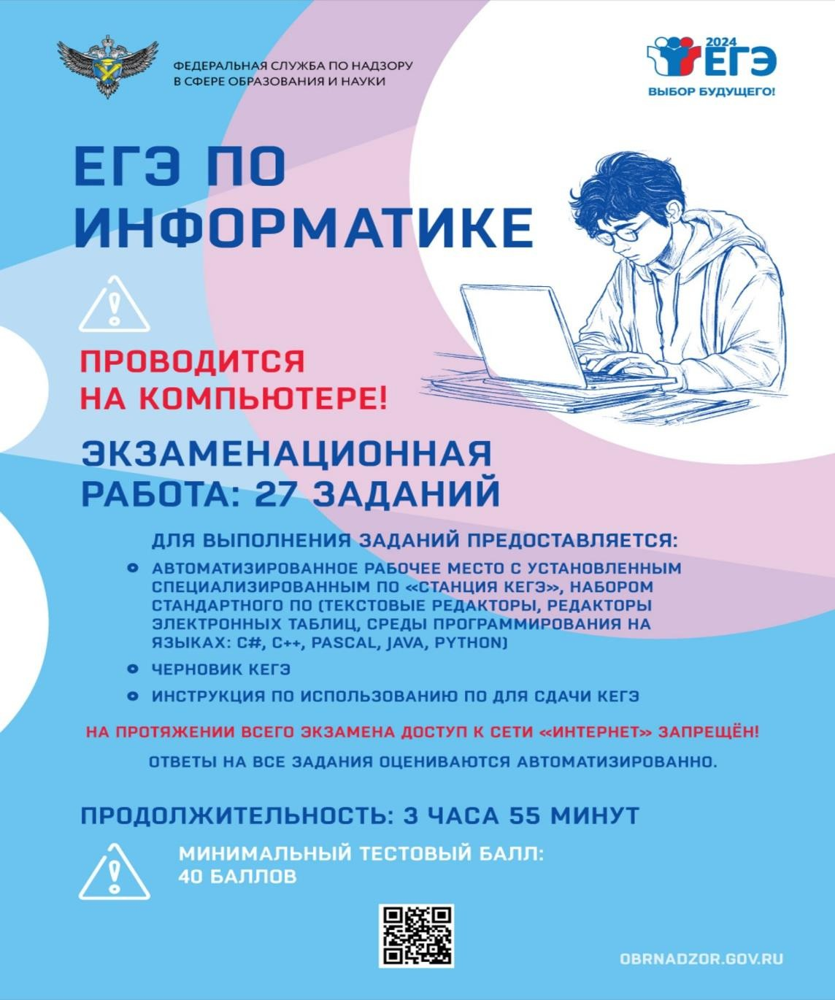 ФЕДЕРАЛЬНАЯ СЛУЖБА ПО НАДЗОРУ
В СФЕРЕ ОБРАЗОВАНИЯ И НАУКИ
2024
ЕГЭ
ВЫБОР БУДУЩЕГО!
ЕГЭ ПО
ИНФОРМАТИКЕ
ПРОВОДИТСЯ
НА КОМПЬЮТЕРЕ!
ЭКЗАМЕНАЦИОННАЯ
РАБОТА: 27 ЗАДАНИЙ
ДЛЯ ВЫПОЛНЕНИЯ ЗАДАНИЙ ПРЕДОСТАВЛЯЕТСЯ:
АВТОМАТИЗИРОВАННОЕ РАБОЧЕЕ МЕСТО С УСТАНОВЛЕННЫМ
СПЕЦИАЛИЗИРОВАННЫМ ПО «СТАНЦИЯ КЕГЭ», НАБОРОМ
СТАНДАРТНОГО ПО (ТЕКСТОВЫЕ РЕДАКТОРЫ, РЕДАКТОРЫ
ЭЛЕКТРОННЫХ ТАБЛИЦ, СРЕДЫ ПРОГРАММИРОВАНИЯ НА
ЯЗЫКАХ: C#, C++, PASCAL, JAVA, PYTHON)
ЧЕРНОВИК КЕГЭ
ИНСТРУКЦИЯ ПО ИСПОЛЬЗОВАНИЮ ПО ДЛЯ СДАЧИ КЕГЭ
НА ПРОТЯЖЕНИИ ВСЕГО ЭКЗАМЕНА ДОСТУП К СЕТИ «ИНТЕРНЕТ» ЗАПРЕЩЁН!
ОТВЕТЫ НА ВСЕ ЗАДАНИЯ ОЦЕНИВАЮТСЯ АВТОМАТИЗИРОВАННО.
ПРОДОЛЖИТЕЛЬНОСТЬ: 3 ЧАСА 55 МИНУТ
МИНИМАЛЬНЫЙ ТЕСТОВЫЙ БАЛЛ:
40 БАЛЛОВ
OBRNADZOR.GOV.RU